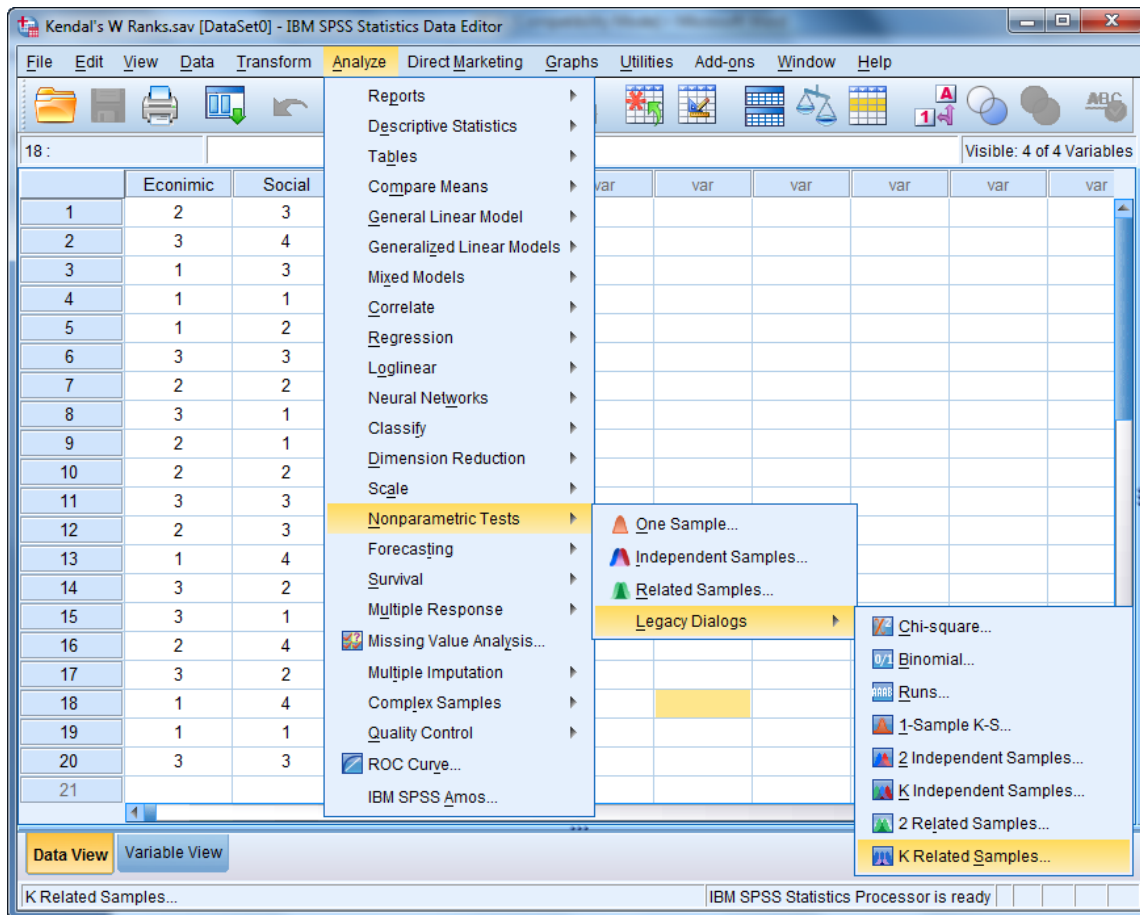 Kendal's W Ranks.sav [DataSet0] - IBM SPSS Statistics Data Editor
File Edit View Data Transform Analyze Direct Marketing Graphs Utilities Add-ons Window Help
A
1
ABC
18 :
Visible: 4 of 4 Variables
Econimic Social var var var var var var
1 2 3
2 3 4
3 1 3
4 1 1
5 1 2
6 3 3
7 2 2
8 3 1
9 2 1
10 2 2
11 3 3
12 2 3
13 1 4
14 3 2
15 3 1
16 2 4
17 3 2
18 1 4
19 1 1
20 3 3
21
Reports
Descriptive Statistics
Tables
Compare Means
General Linear Model
Generalized Linear Models
Mixed Models
Correlate
Regression
Loglinear
Neural Networks
Classify
Dimension Reduction
Scale
Nonparametric Tests
Forecasting
Survival
Multiple Response
Missing Value Analysis...
Multiple Imputation
Complex Samples
Quality Control
ROC Curve...
IBM SPSS Amos...
One Sample...
Independent Samples...
Related Samples...
Legacy Dialogs
Chi-square...
0/1 Binomial...
AAAB Runs...
1-Sample K-S...
2 Independent Samples...
K Independent Samples...
2 Related Samples...
K Related Samples...
Data View Variable View
K Related Samples... IBM SPSS Statistics Processor is ready